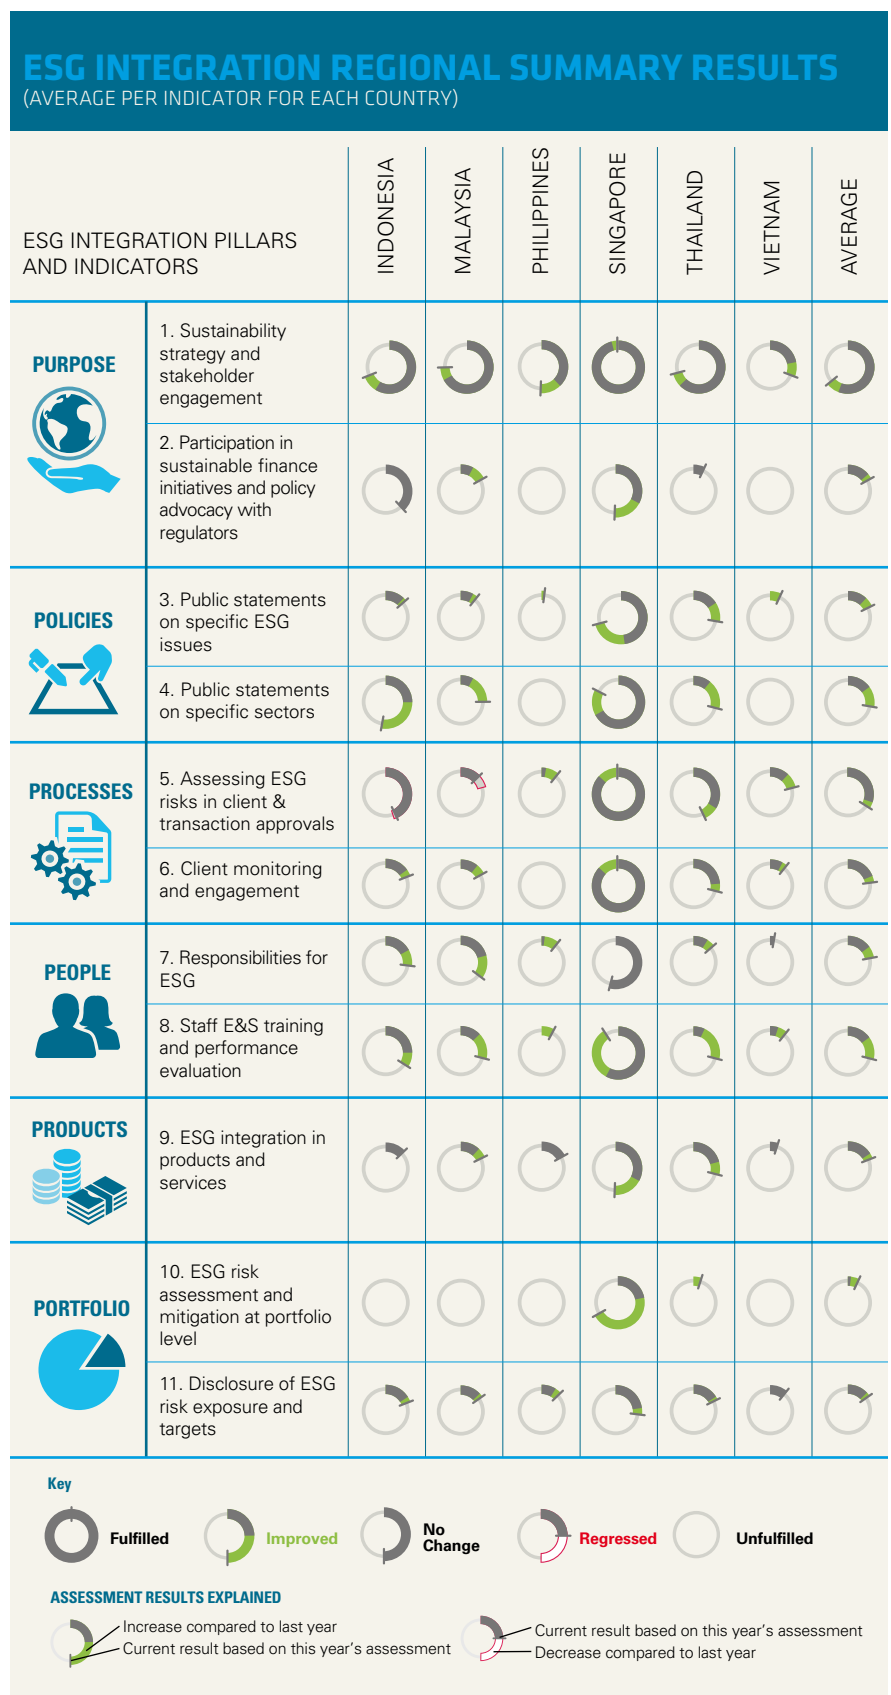 ESG INTEGRATION REGIONAL SUMMARY RESULTS
(AVERAGE PER INDICATOR FOR EACH COUNTRY)
ESG INTEGRATION PILLARS
AND INDICATORS
INDONESIA
MALAYSIA
PHILIPPINES
SINGAPORE
THAILAND
VIETNAM
AVERAGE
PURPOSE
1. Sustainability
strategy and
stakeholder
engagement
2. Participation in
sustainable finance
initiatives and policy
advocacy with
regulators
POLICIES
3. Public statements
on specific ESG
issues
4. Public statements
on specific sectors
PROCESSES
5. Assessing ESG
risks in client &
transaction approvals
6. Client monitoring
and engagement
PEOPLE
7. Responsibilities for
ESG
8. Staff E&S training
and performance
evaluation
PRODUCTS
9. ESG integration in
products and
services
PORTFOLIO
10. ESG risk
assessment and
mitigation at portfolio
level
11. Disclosure of ESG
risk exposure and
targets
Key
Fulfilled
Improved
No
Change
Regressed
Unfulfilled
ASSESSMENT RESULTS EXPLAINED
Increase compared to last year
Current result based on this year's assessment
Current result based on this year's assessment
Decrease compared to last year